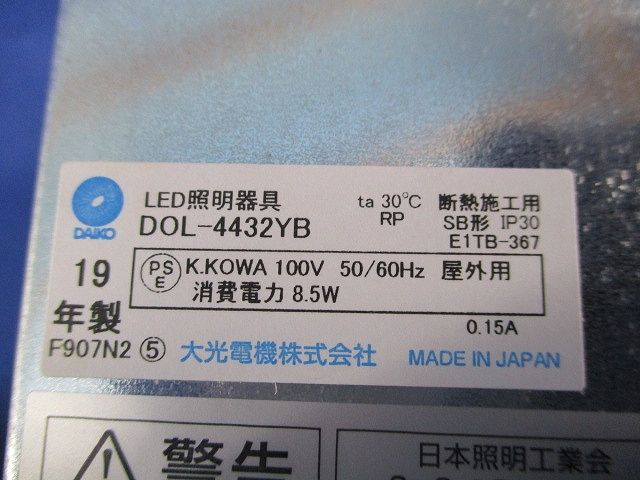 DAIKO
LED照明器具
DOL-4432YB
ta 30℃
RP
断熱施工用
SB形 IP30
E1TB-367
19
年製
PS
E
K.KOWA 100V 50/60Hz 屋外用
消費電力 8.5W
0.15A
F907N2 ⑤ 大光電機株式会社 MADE IN JAPAN
警告
日本照明工業会